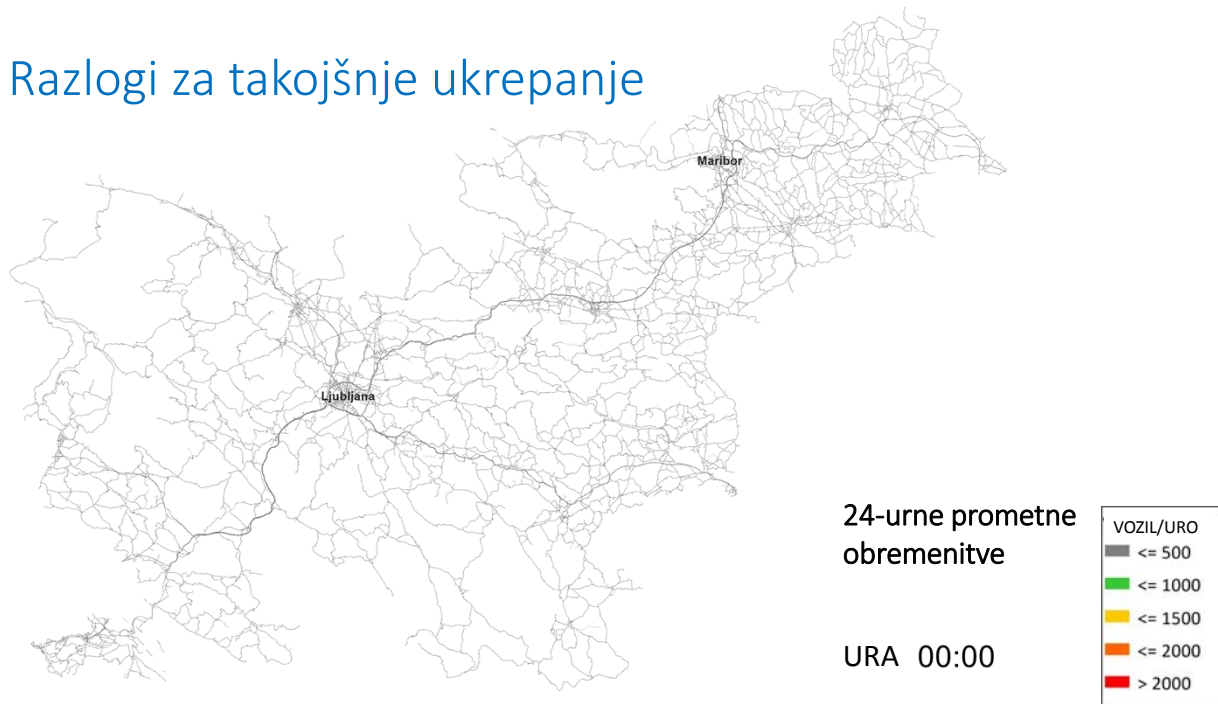 Razlogi za takojšnje ukrepanje
Maribor
Ljubljana
24-urne prometne
obremenitve
URA 00:00
VOZIL/URO
<= 500
<= 1000
<= 1500
<= 2000
> 2000